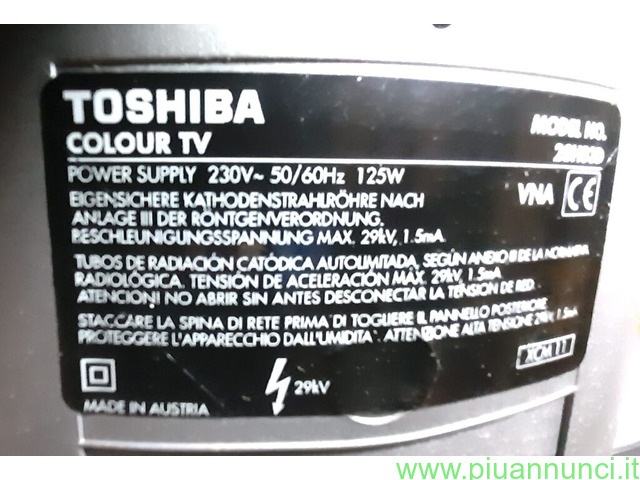 TOSHIBA
COLOUR TV
MODEL NO.
POWER SUPPLY 230V~ 50/60Hz 125W
VNA CE
EIGENSICHERE KATHODENSTRAHLRÖHRE NACH
ANLAGE III DER RÖNTGENVERORDNUNG.
BESCHLEUNIGUNGSSPANNUNG MAX. 29kV, 1.5mA
TUBOS DE RADIACIÓN CATÓDICA AUTOLIMITADA, SEGÚN ANEXO III DE LA NORMATIVA
RADIOLÓGICA. TENSIÓN DE ACELERACIÓN MÁX. 29kV, 1.5mA
ATENCION! NO ABRIR SIN ANTES DESCONECTAR LA TENSIÓN DE RED.
STACCARE LA SPINA DI RETE PRIMA DI TOGLIERE IL PANNELLO POSTERIORE
PROTEGGERE L'APPARECCHIO DALL'UMIDITA'. ATTENZIONE ALTA TENSIONE 29kV, 1.5mA
XCM 11
29kV
MADE IN AUSTRIA
www.piuannunci.it